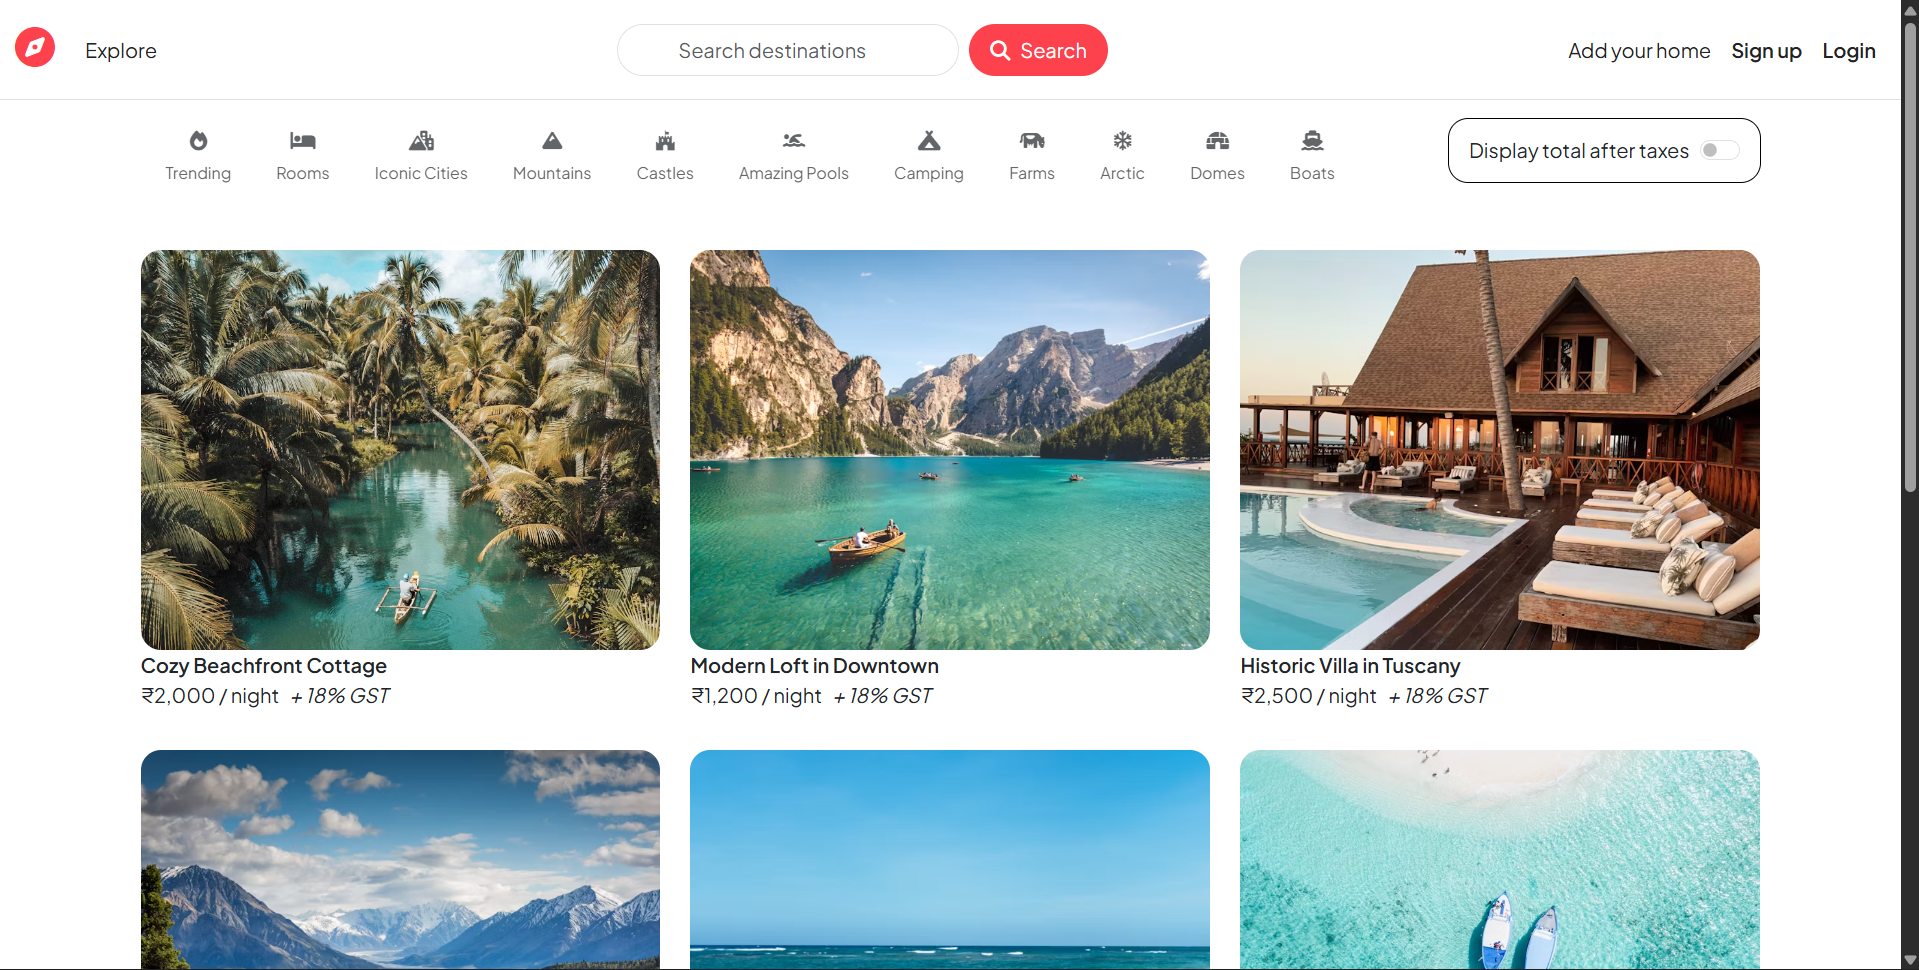 Explore
Search destinations
Search
Add your home
Sign up
Login
Trending
Rooms
Iconic Cities
Mountains
Castles
Amazing Pools
Camping
Farms
Arctic
Domes
Boats
Display total after taxes
Cozy Beachfront Cottage
₹2,000 / night + 18% GST
Modern Loft in Downtown
₹1,200 / night + 18% GST
Historic Villa in Tuscany
₹2,500 / night + 18% GST